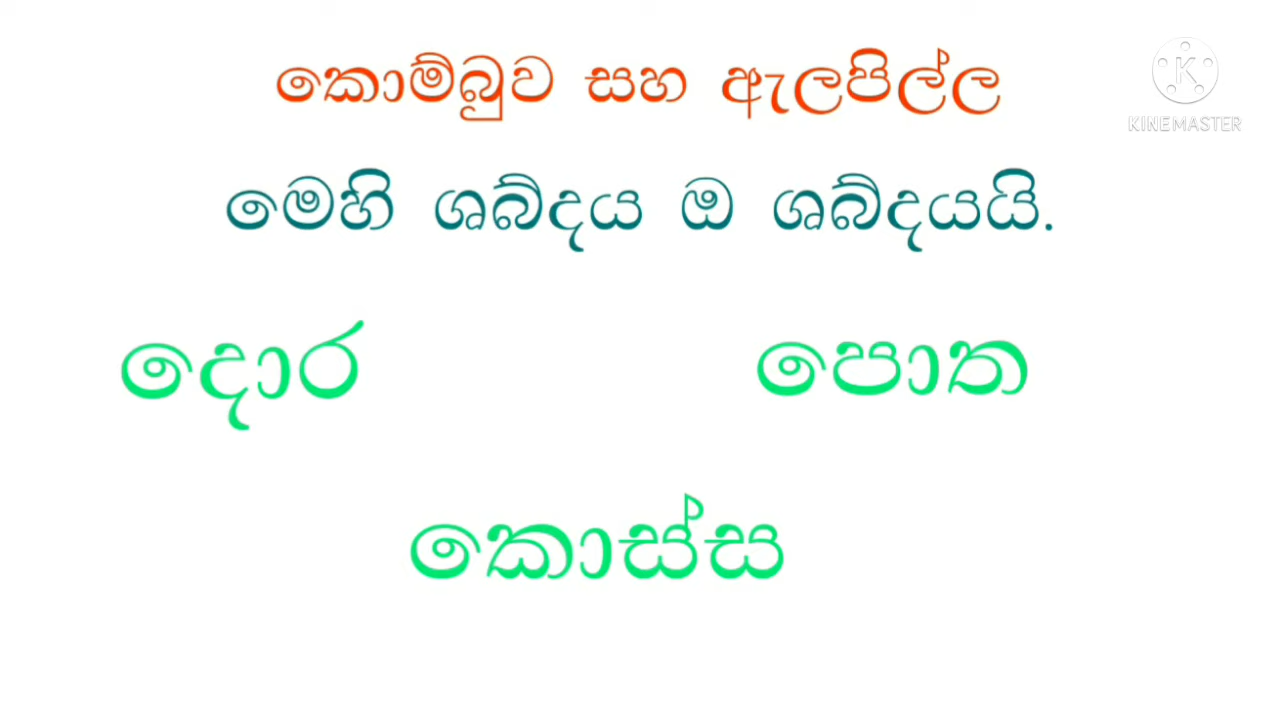 කොම්බුව සහ ඇලපිල්ල
KINEMASTER
මෙහි ශබ්දය ඔ ශබ්දයයි.
දොර පොත
කොස්ස